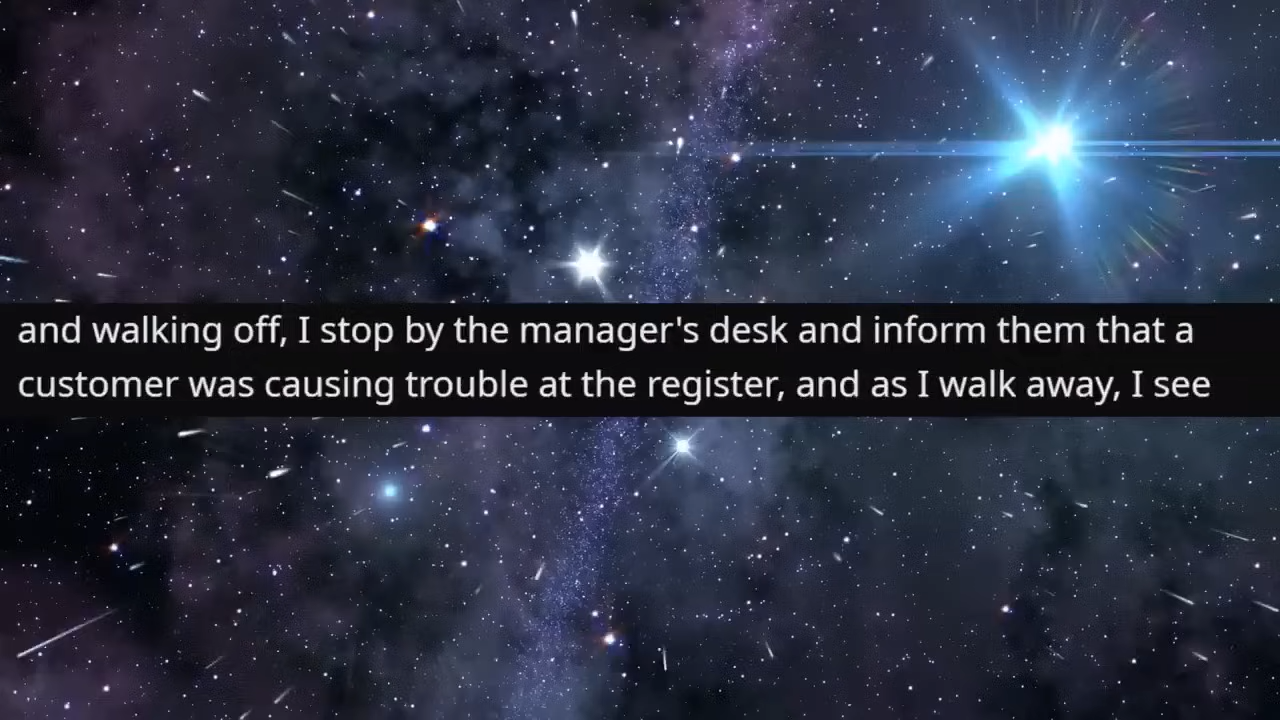 and walking off, I stop by the manager's desk and inform them that a
customer was causing trouble at the register, and as I walk away, I see